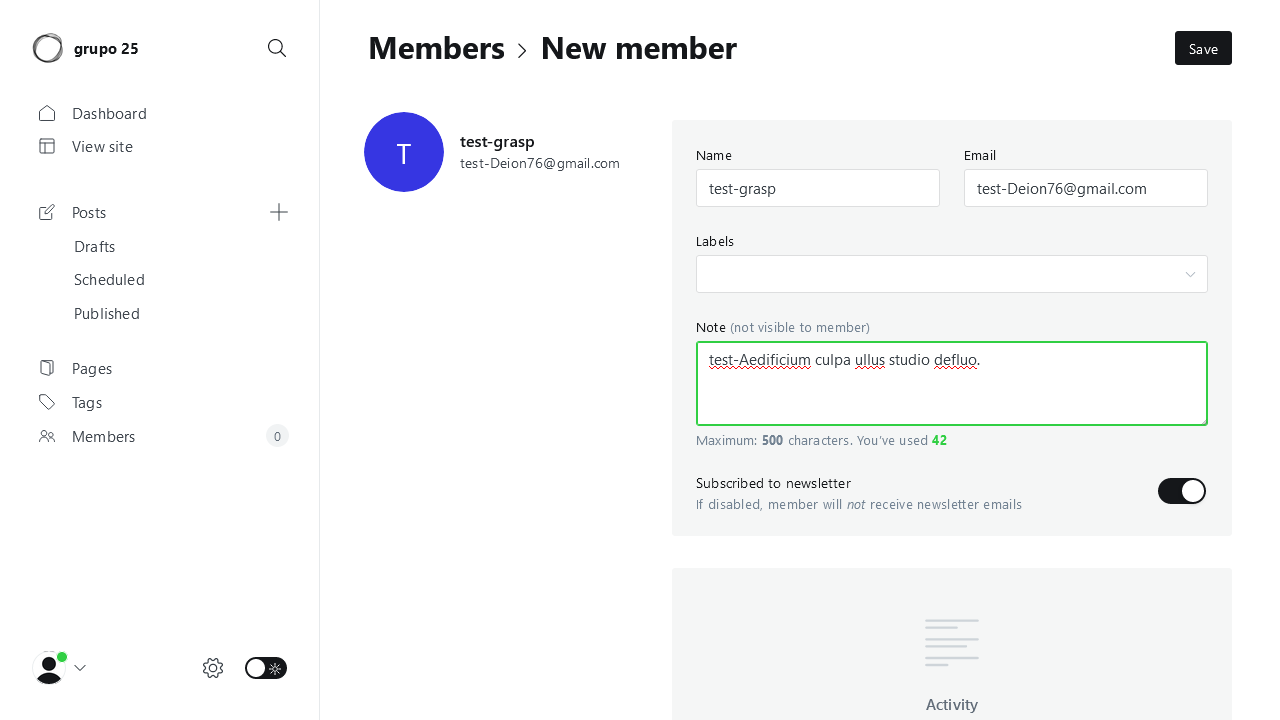 grupo 25
Dashboard
View site
Posts
Drafts
Scheduled
Published
Pages
Tags
Members
0
Members
New member
Save
T
test-grasp
test-Deion76@gmail.com
Name
Email
test-grasp
test-Deion76@gmail.com
Labels
Note (not visible to member)
test-Aedificium culpa ullus studio defluo.
Maximum: 500 characters. You've used 42
Subscribed to newsletter
If disabled, member will not receive newsletter emails
Activity